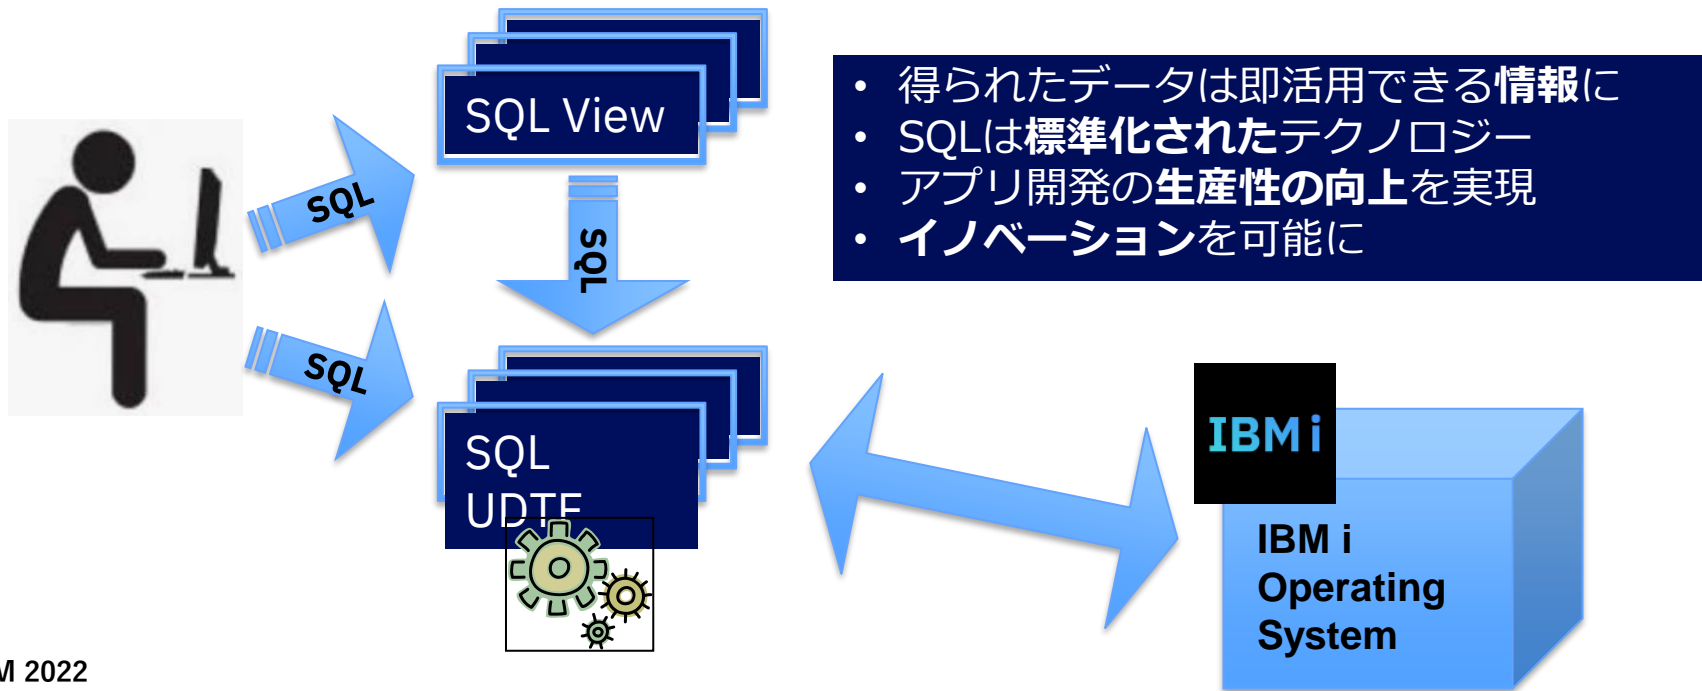 SQL View
• 得られたデータは即活用できる情報に
• SQLは標準化されたテクノロジー
• アプリ開発の生産性の向上を実現
• イノベーションを可能に
SQL
SQL
SQL
SQL
UDTF
IBM i
IBM i
Operating
System
M 2022